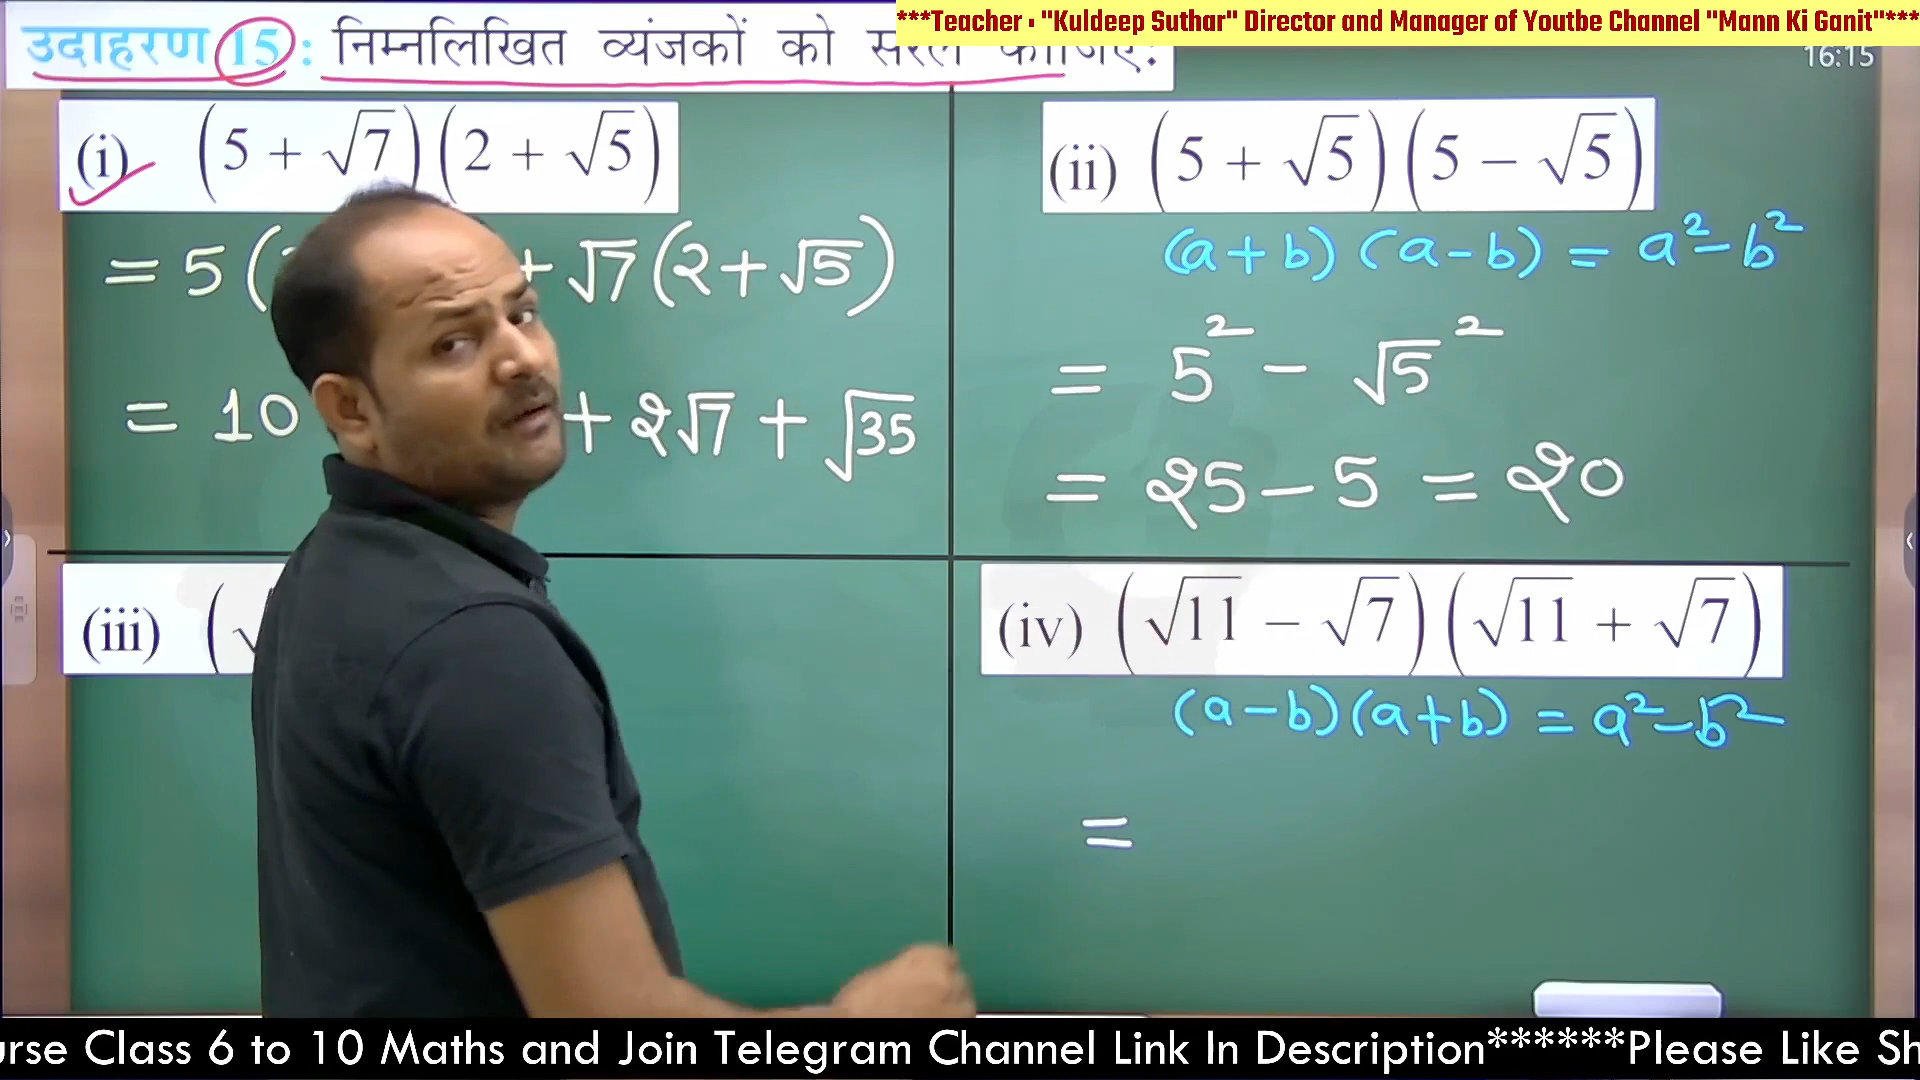 ***Teacher : "Kuldeep Suthar" Director and Manager of Youtbe Channel "Mann Ki Ganit"***
उदाहरण 15 : निम्नलिखित व्यंजकों को सरल कीजिए:
16:15
(i) (5 + √7) (2 + √5)
= 5 ( + √7 (2 + √5)
= 10 + 2√7 + √35
(ii) (5 + √5) (5 − √5)
(a + b) (a − b) = a² − b²
= 5² − √5²
= 25 − 5 = 20
(iii) (√
(iv) (√11 − √7) (√11 + √7)
(a − b) (a + b) = a² − b²
=
urse Class 6 to 10 Maths and Join Telegram Channel Link In Description******Please Like Sh